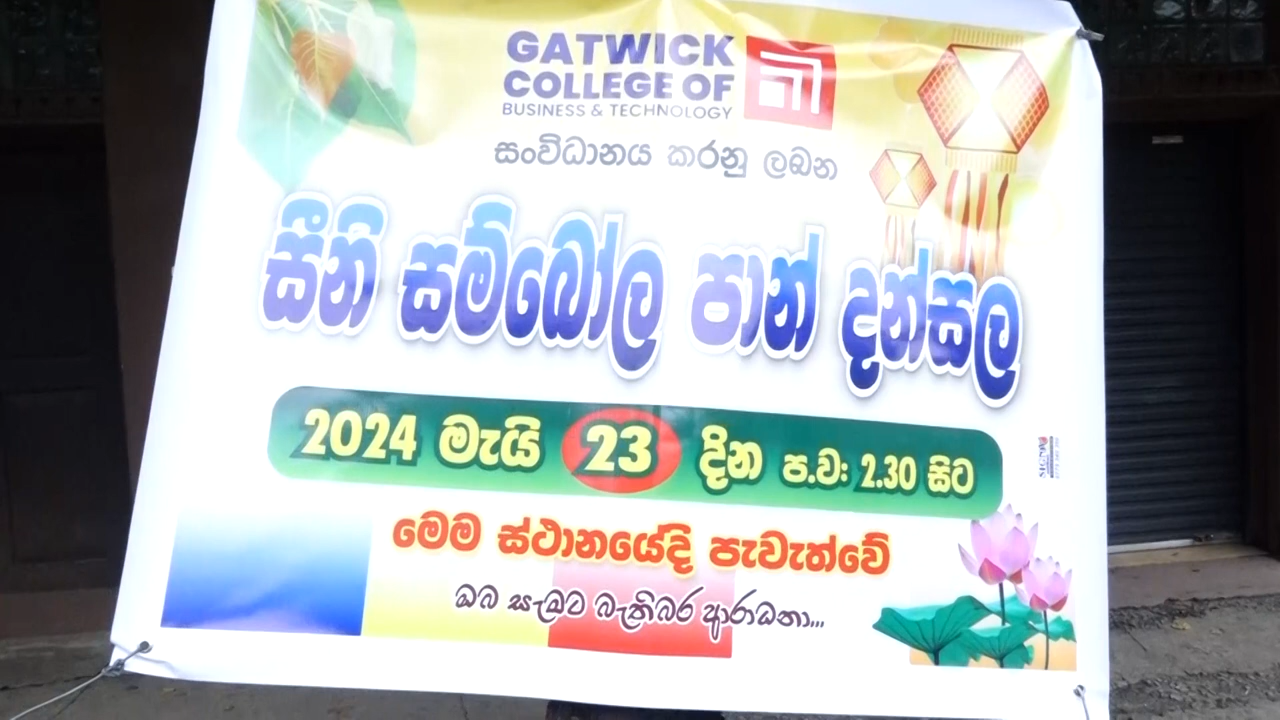 GATWICK
COLLEGE OF
BUSINESS & TECHNOLOGY
සංවිධානය කරනු ලබන
සීනි සම්බෝල පාන් දන්සල
2024 මැයි 23 දින ප.ව: 2.30 සිට
මෙම ස්ථානයේදි පැවැත්වේ
ඔබ සැමට බැතිබර ආරාධනා...